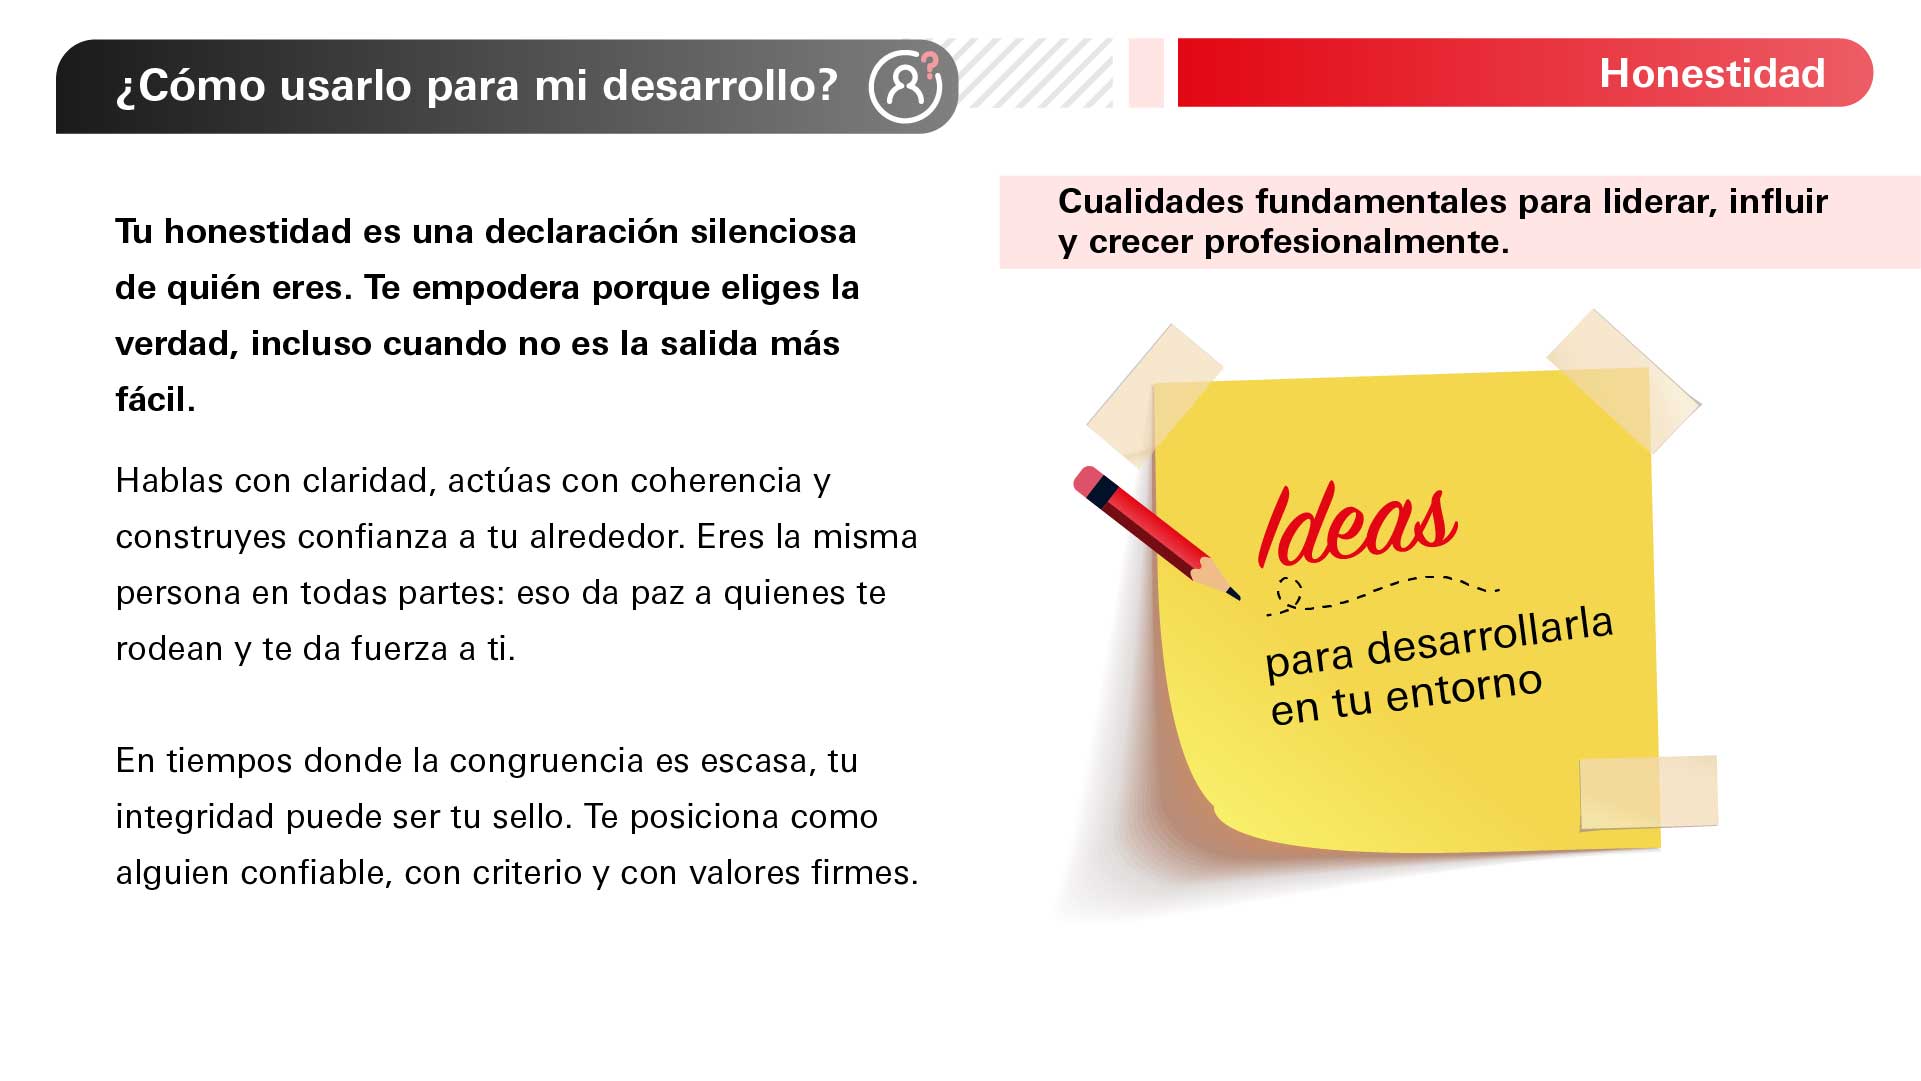 ¿Cómo usarlo para mi desarrollo?
Honestidad
Tu honestidad es una declaración silenciosa
de quién eres. Te empodera porque eliges la
verdad, incluso cuando no es la salida más
fácil.
Hablas con claridad, actúas con coherencia y
construyes confianza a tu alrededor. Eres la misma
persona en todas partes: eso da paz a quienes te
rodean y te da fuerza a ti.
En tiempos donde la congruencia es escasa, tu
integridad puede ser tu sello. Te posiciona como
alguien confiable, con criterio y con valores firmes.
Cualidades fundamentales para liderar, influir
y crecer profesionalmente.
Ideas
para desarrollarla
en tu entorno